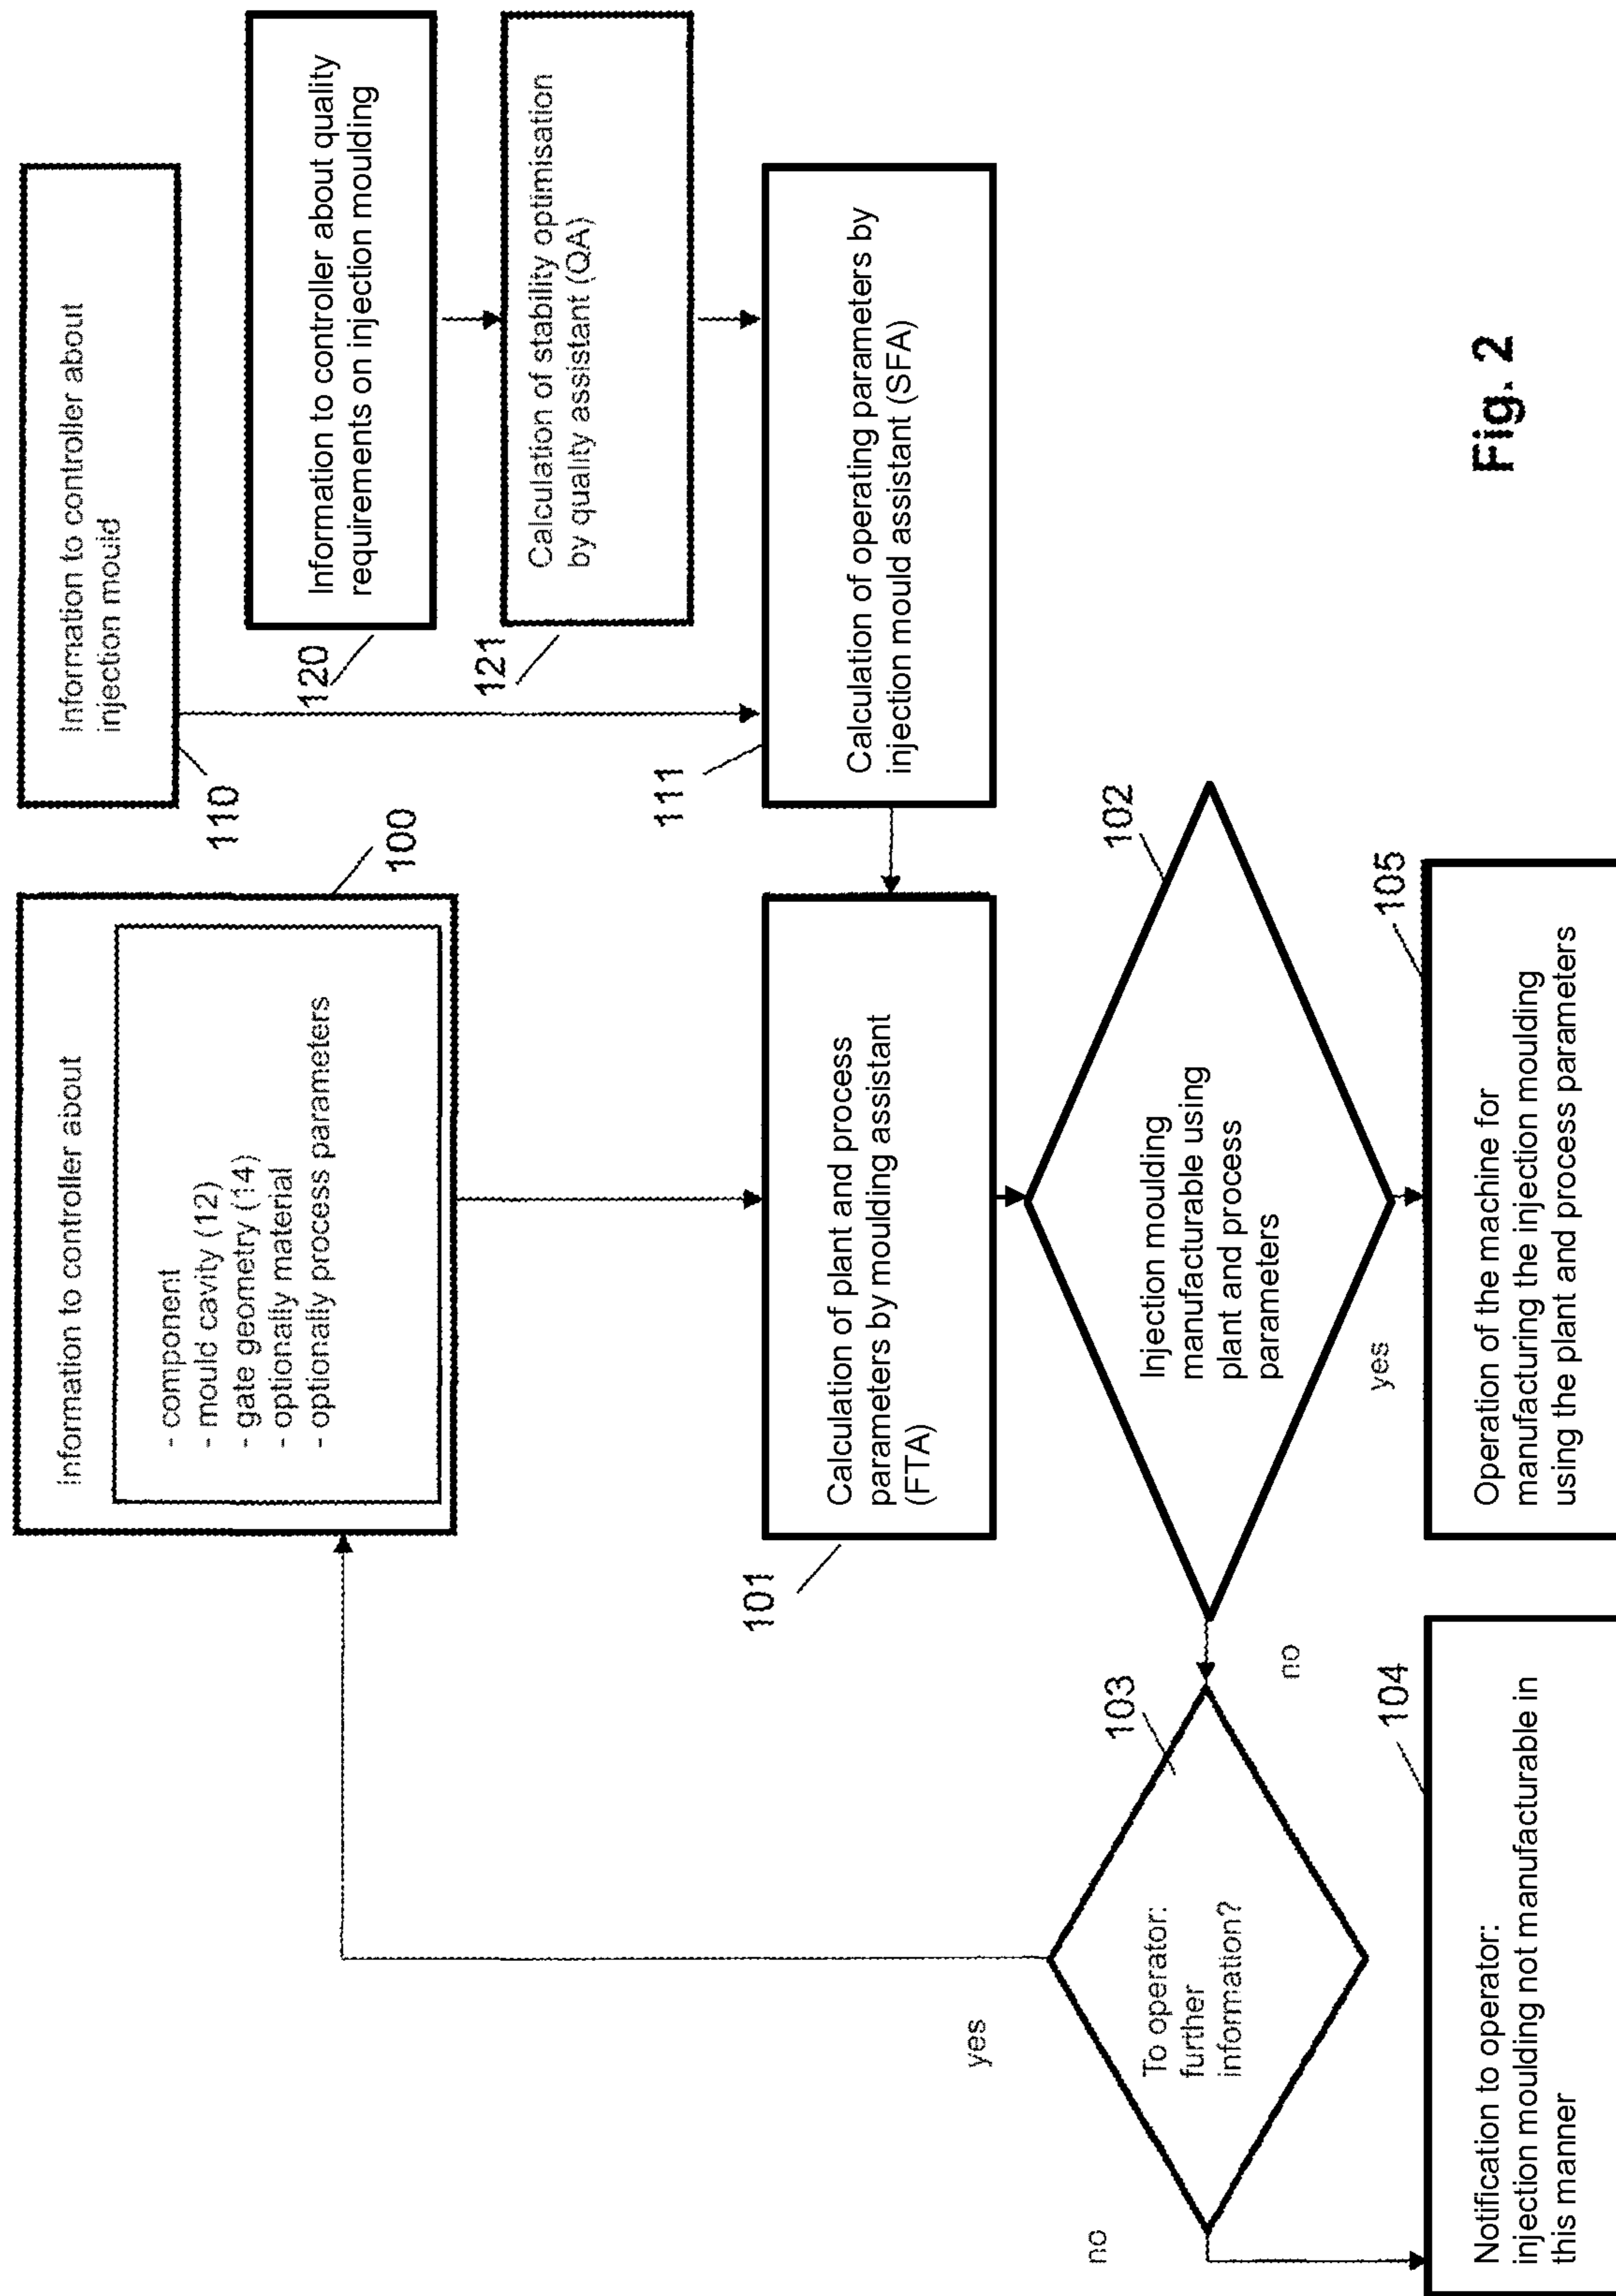 Information to controller about
- component
- mould cavity (12)
- gate geometry (14)
- optionally material
- optionally process parameters
100
Information to controller about
injection mould
110
Information to controller about quality
requirements on injection moulding
120
Calculation of stability optimisation
by quality assistant (QA)
121
Calculation of operating parameters by
injection mould assistant (SFA)
111
Calculation of plant and process
parameters by moulding assistant
(FTA)
101
Injection moulding
manufacturable using
plant and process
parameters
102
yes
no
To operator:
further
information?
103
yes
no
Notification to operator:
injection moulding not manufacturable in
this manner
104
Operation of the machine for
manufacturing the injection moulding
using the plant and process parameters
105
Fig. 2